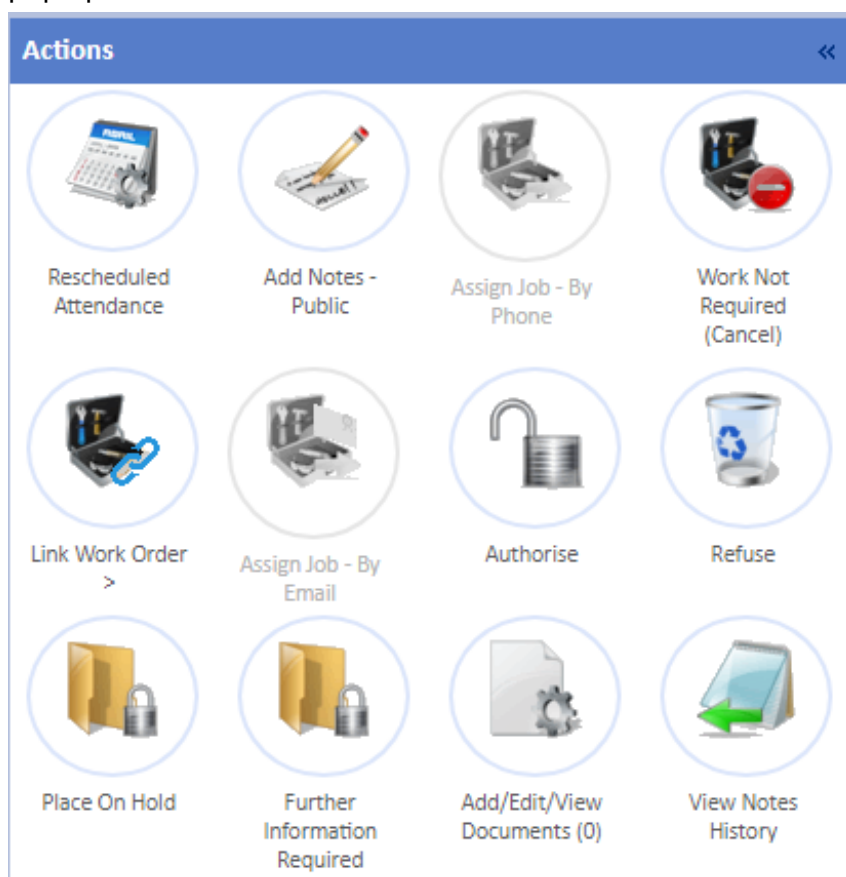 Actions «
Rescheduled
Attendance
Add Notes -
Public
Assign Job - By
Phone
Work Not
Required
(Cancel)
Link Work Order
>
Assign Job - By
Email
Authorise
Refuse
Place On Hold
Further
Information
Required
Add/Edit/View
Documents (0)
View Notes
History